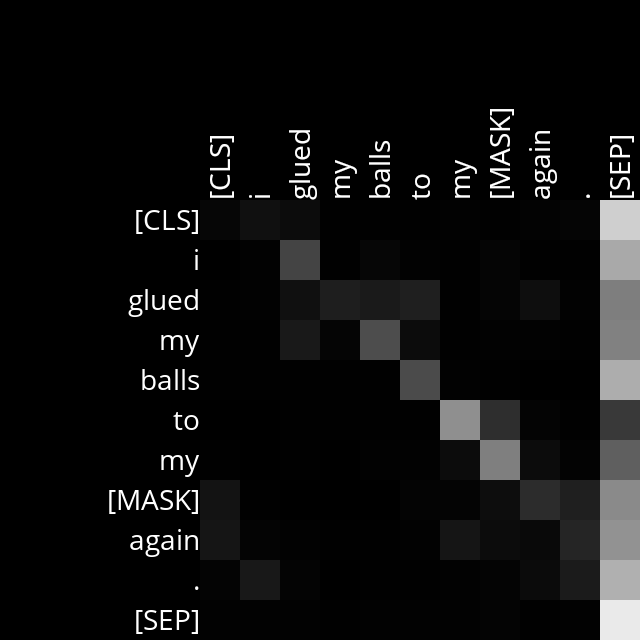 [CLS] i glued my balls to my [MASK] again . [SEP]
[CLS]
i
glued
my
balls
to
my
[MASK]
again
.
[SEP]